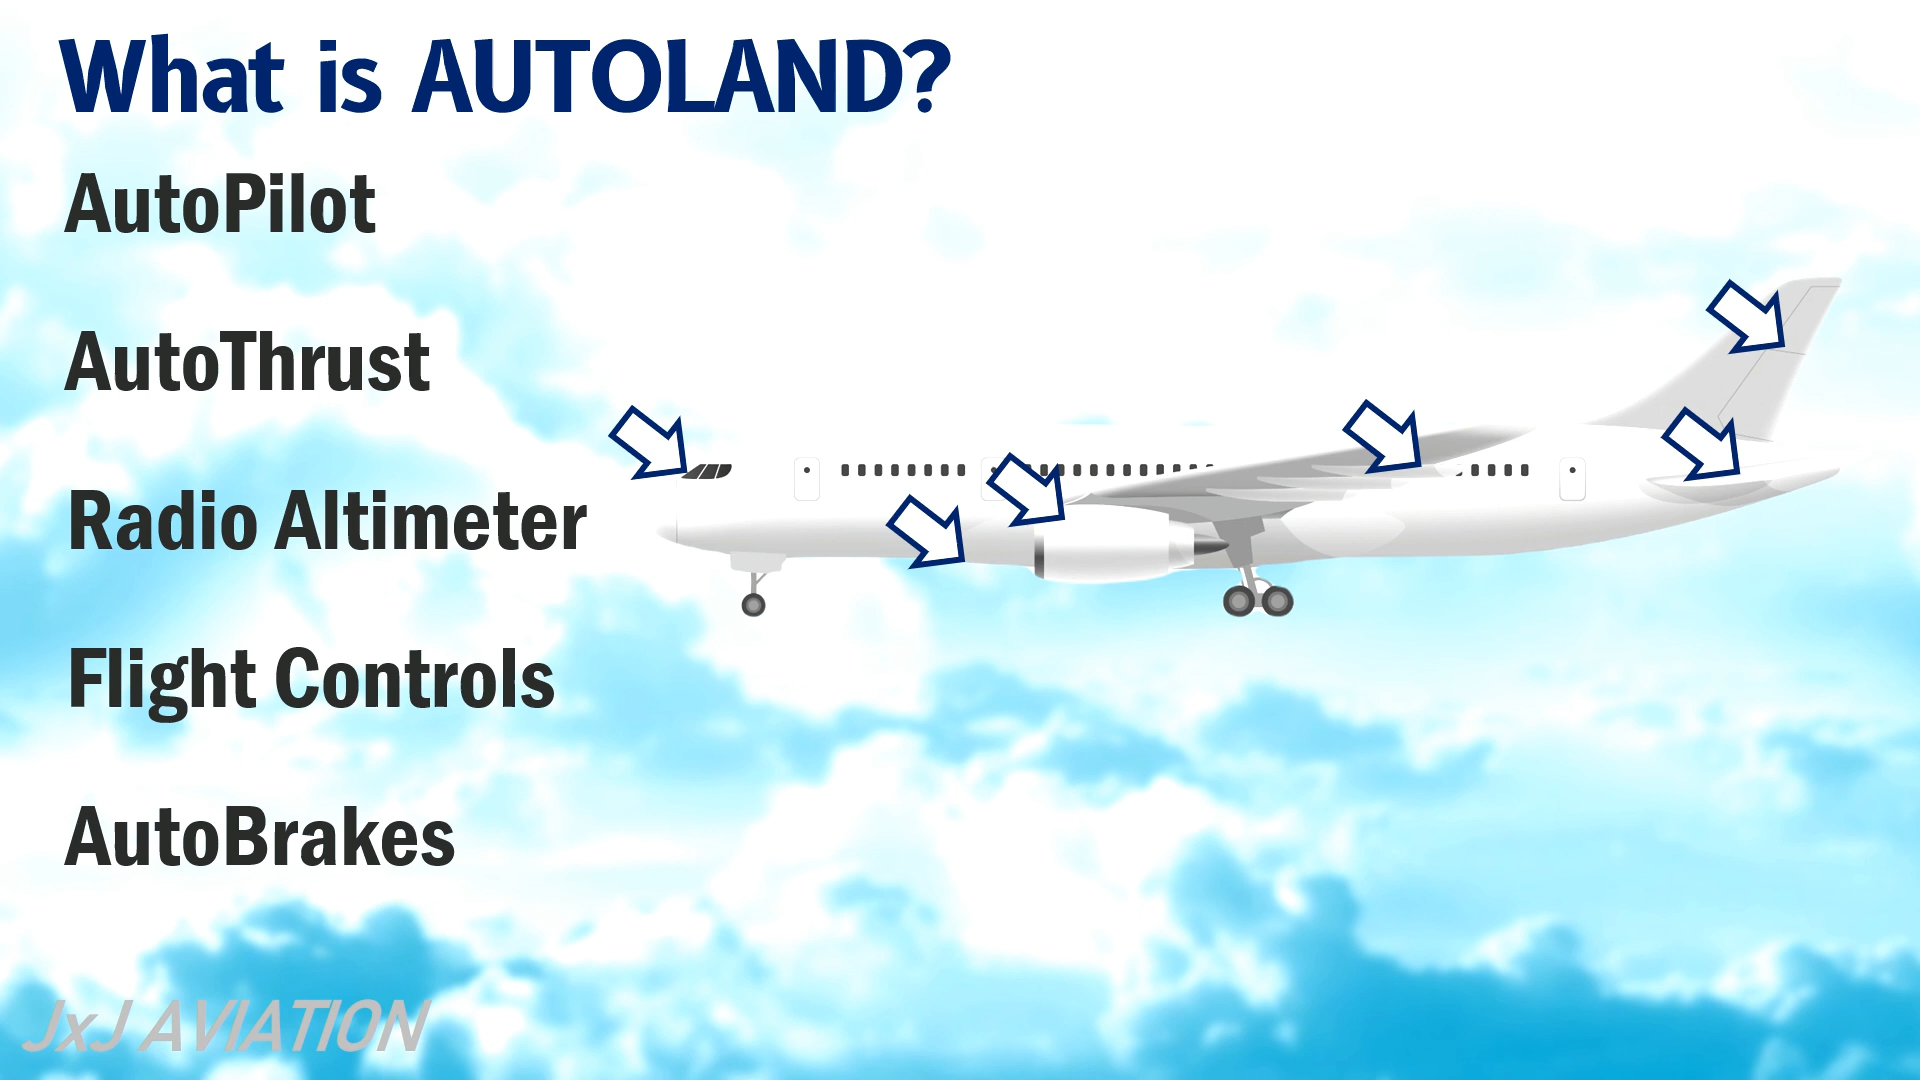 What is AUTOLAND?
AutoPilot
AutoThrust
Radio Altimeter
Flight Controls
AutoBrakes
JxJ AVIATION